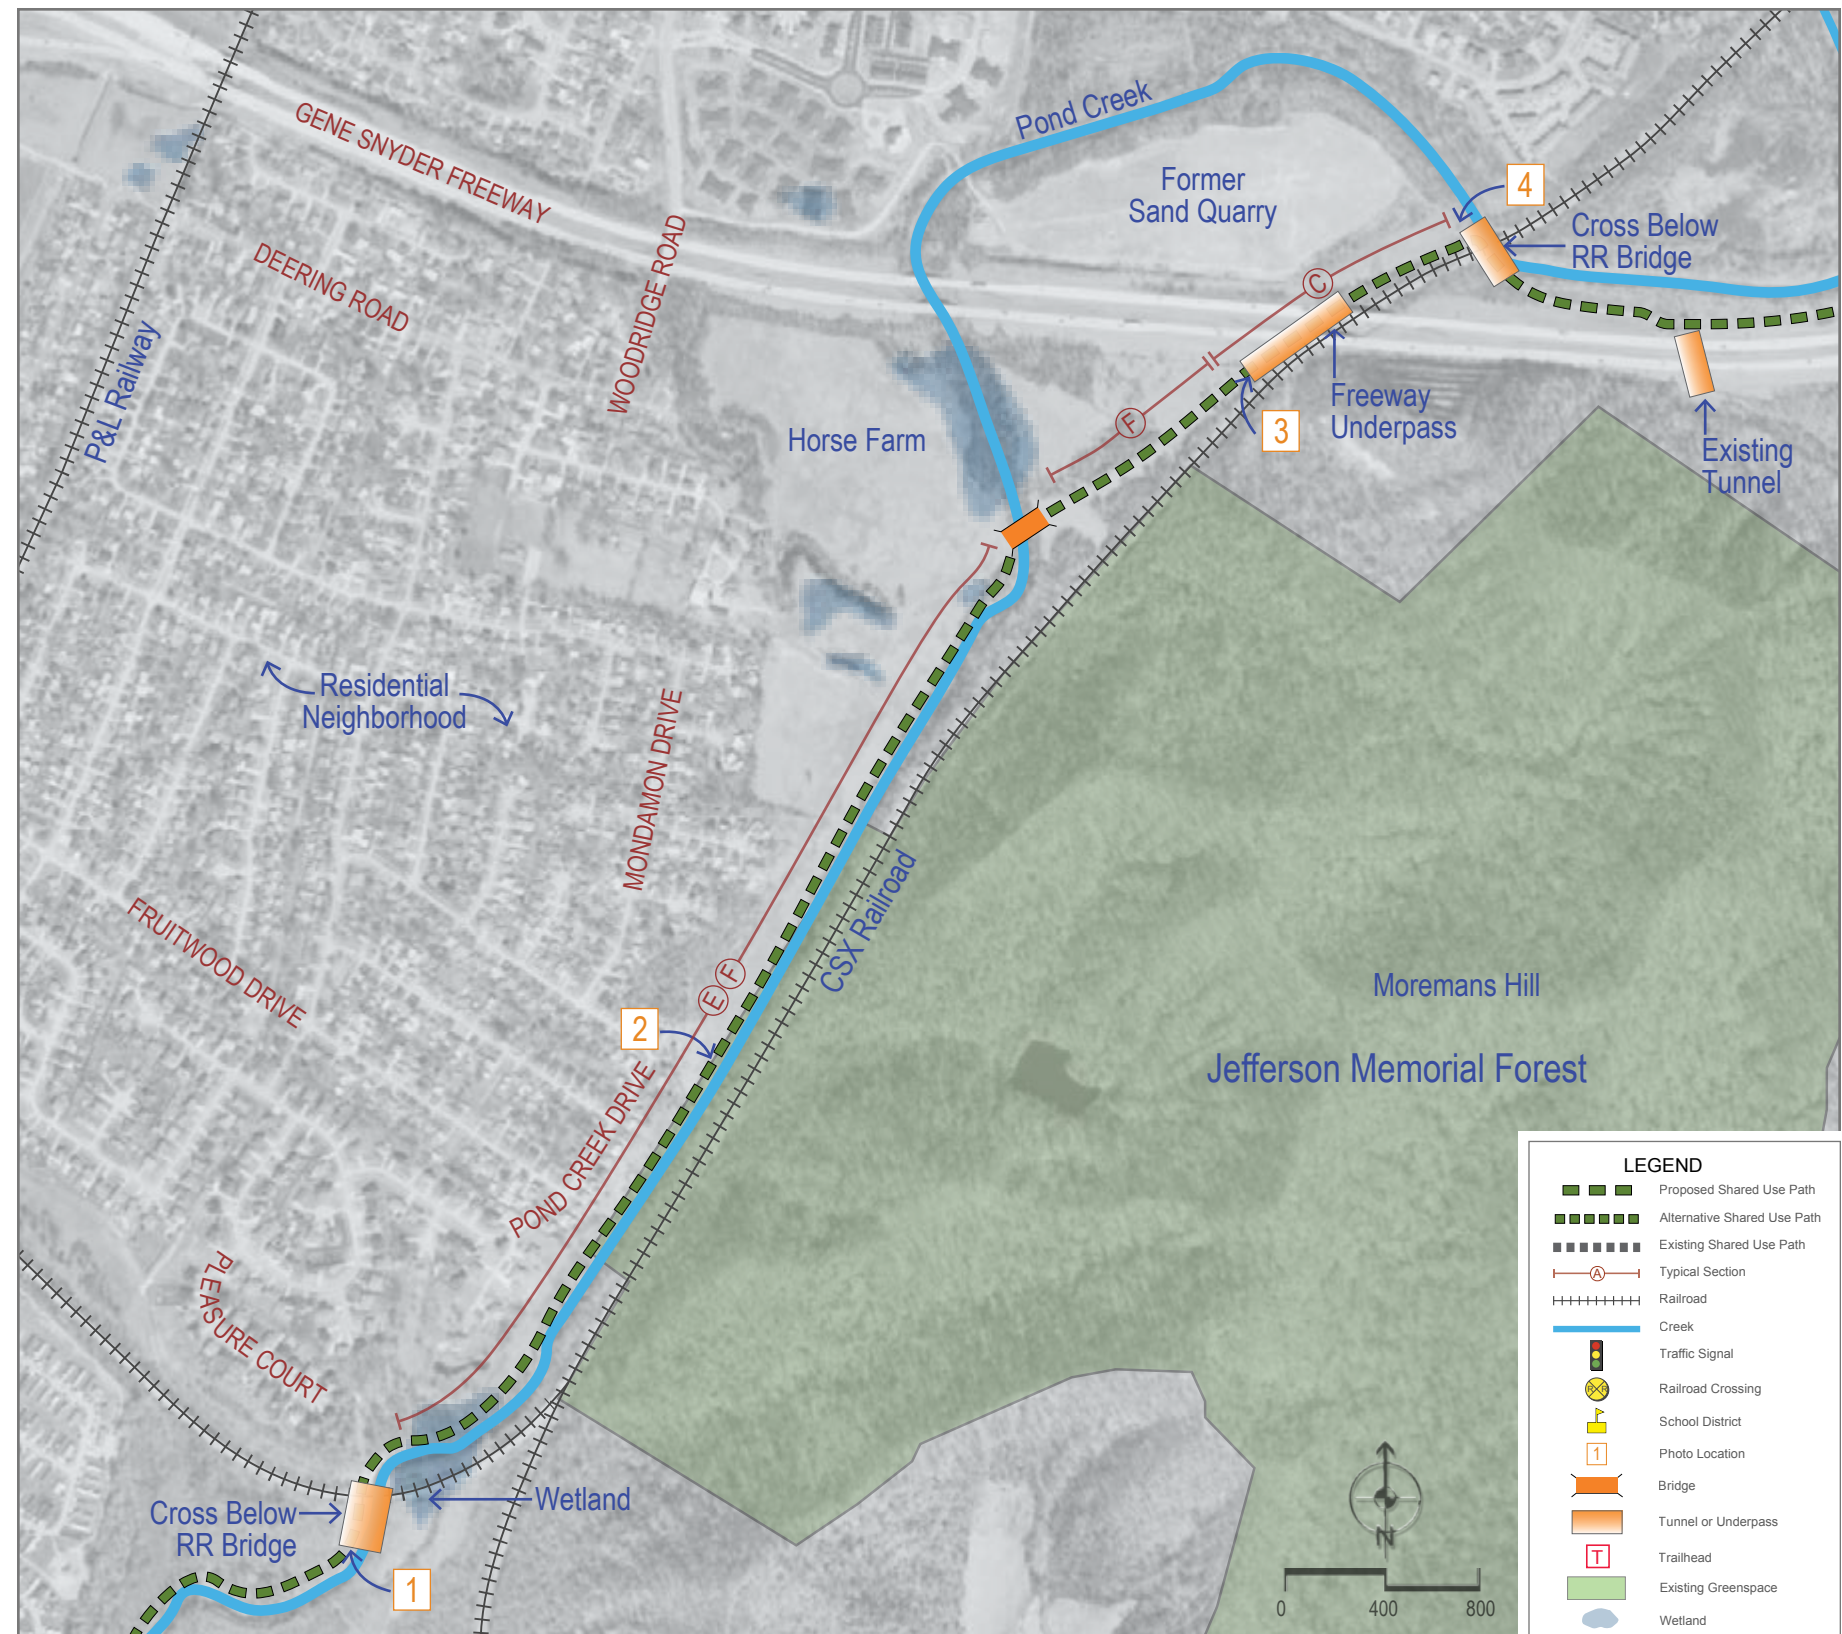 Pond Creek
GENE SNYDER FREEWAY
Former
Sand Quarry
4
Cross Below
RR Bridge
DEERING ROAD
WOODRIDGE ROAD
C
P&L Railway
Freeway
Underpass
F
3
Horse Farm
Existing
Tunnel
Residential
Neighborhood
MONDAMON DRIVE
CSX Railroad
FRUITWOOD DRIVE
F
E
2
Moremans Hill
Jefferson Memorial Forest
POND CREEK DRIVE
PLEASURE COURT
Wetland
Cross Below
RR Bridge
1
N
0 400 800
LEGEND
Proposed Shared Use Path
Alternative Shared Use Path
Existing Shared Use Path
A Typical Section
Railroad
Creek
Traffic Signal
R R Railroad Crossing
School District
1 Photo Location
Bridge
Tunnel or Underpass
T Trailhead
Existing Greenspace
Wetland